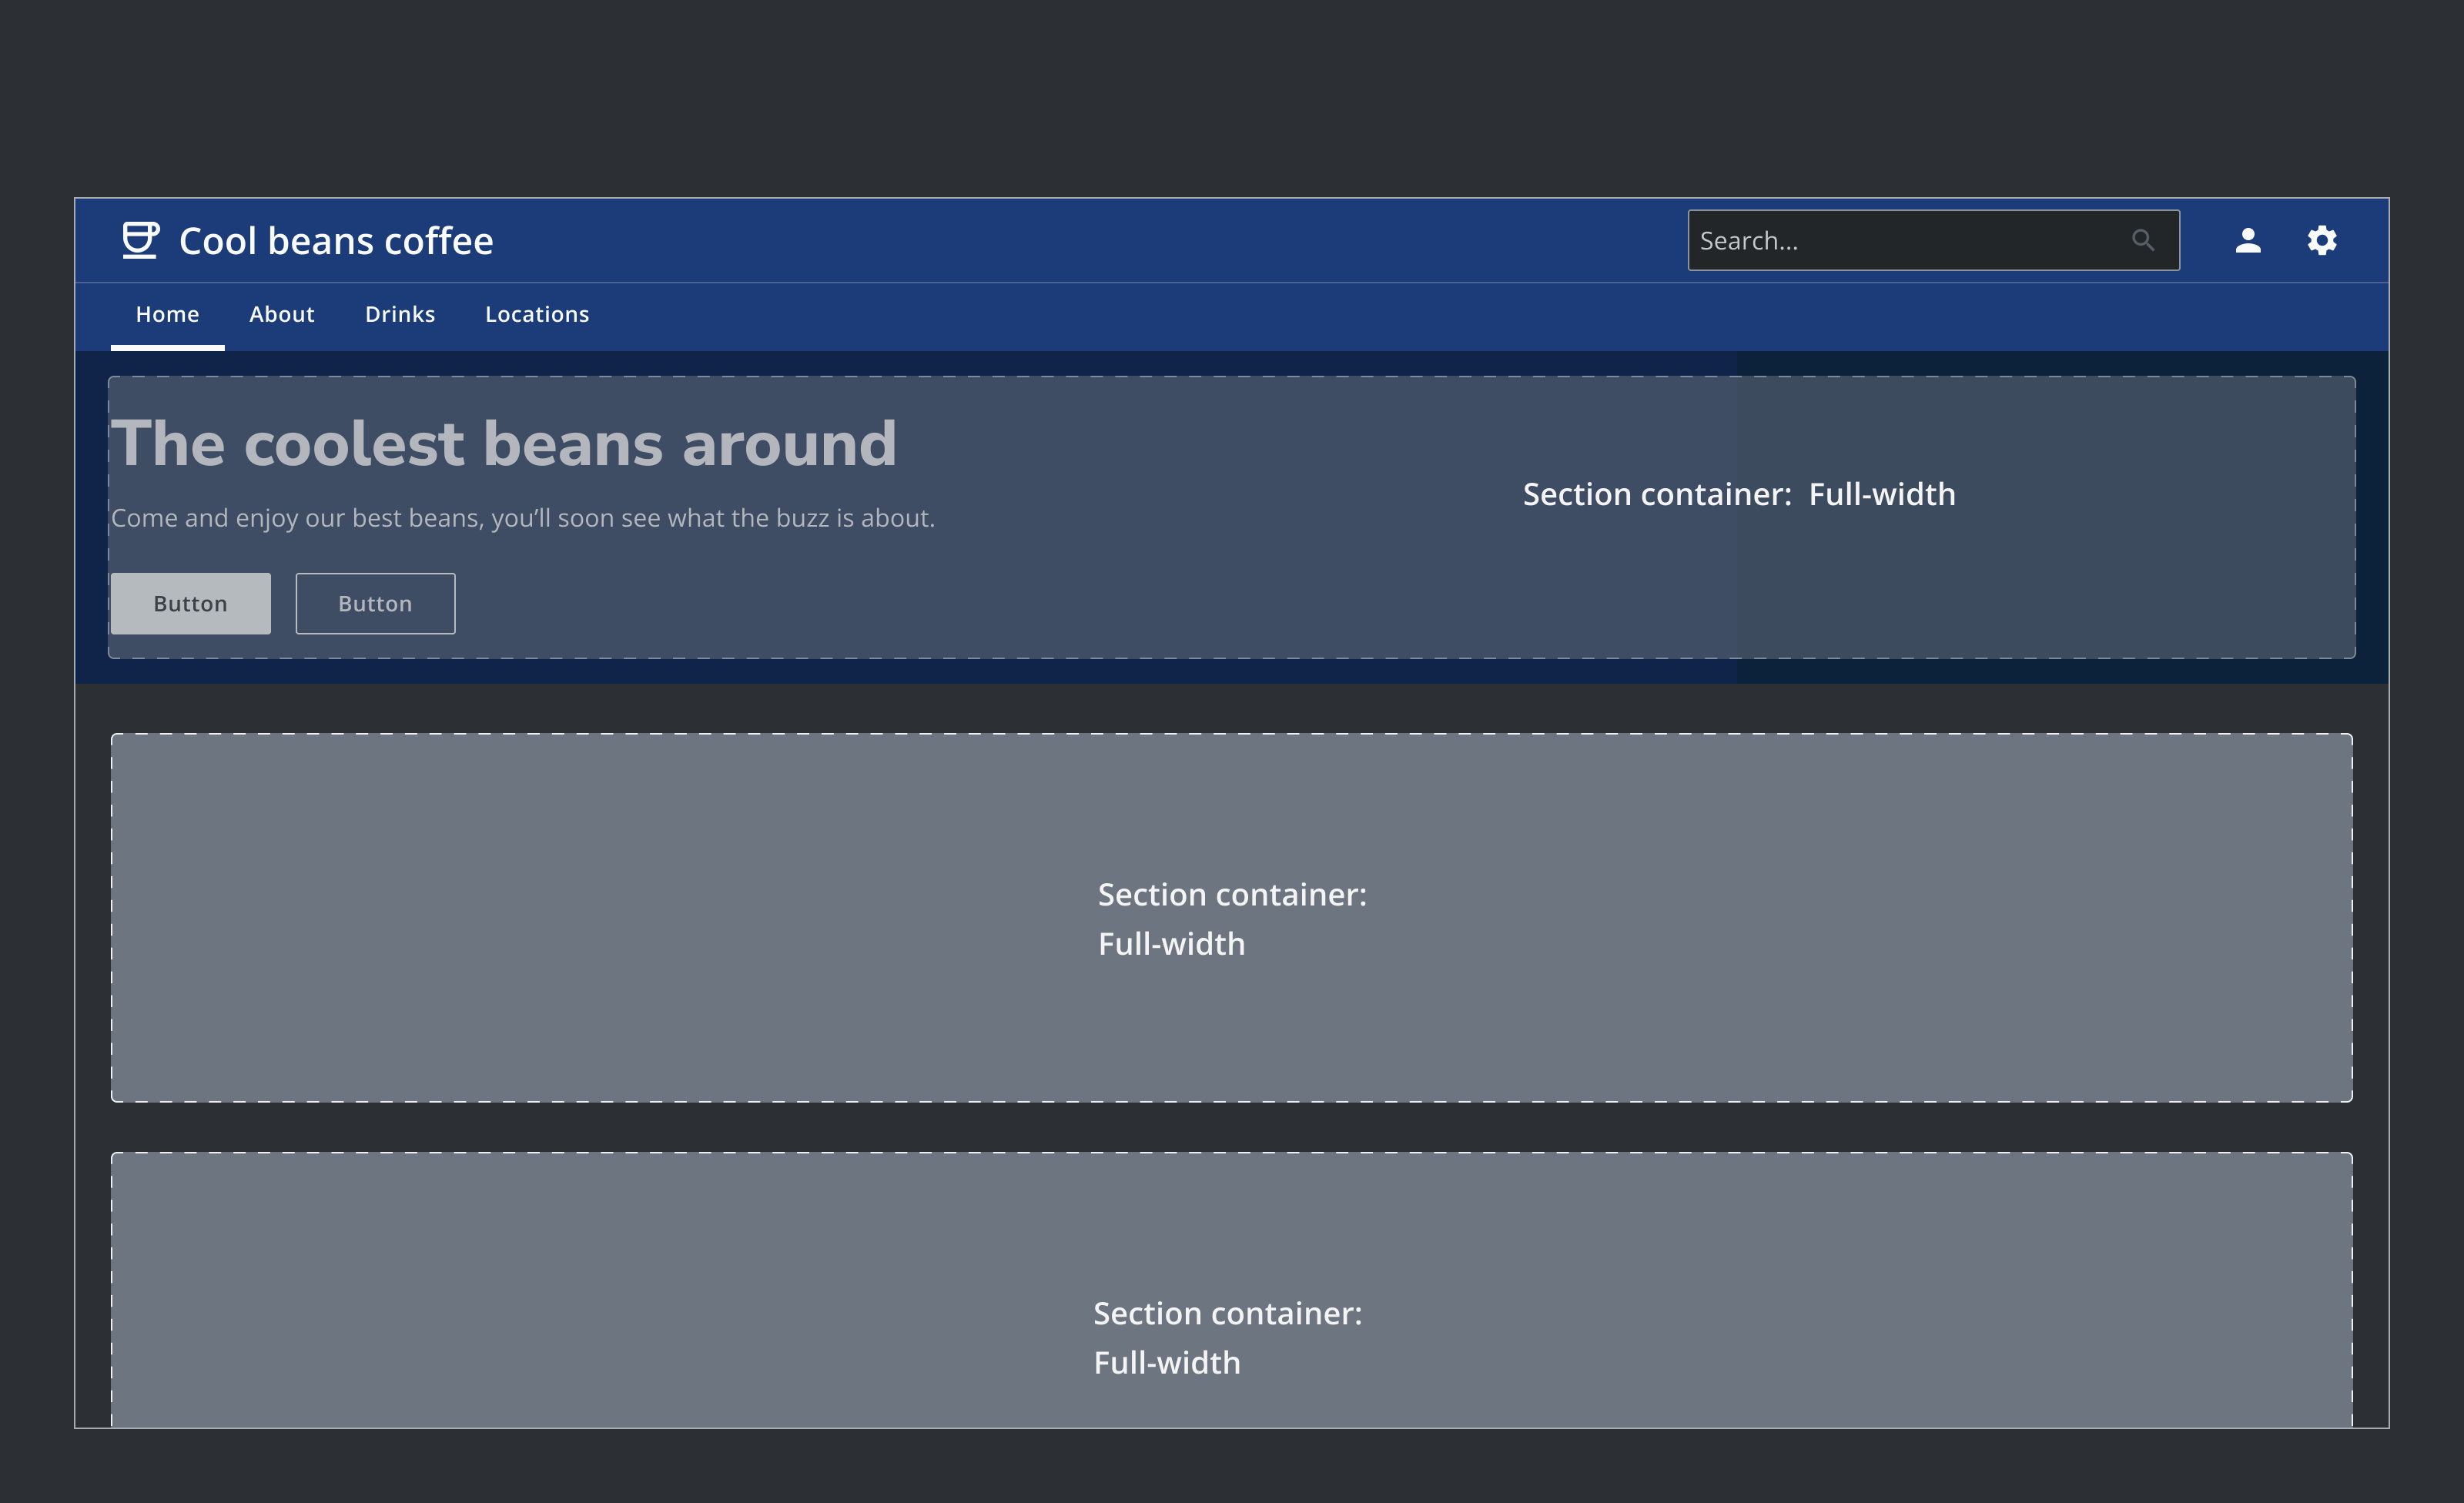 Cool beans coffee
Search...
Home About Drinks Locations
The coolest beans around
Come and enjoy our best beans, you’ll soon see what the buzz is about.
Button Button
Section container: Full-width
Section container:
Full-width
Section container:
Full-width